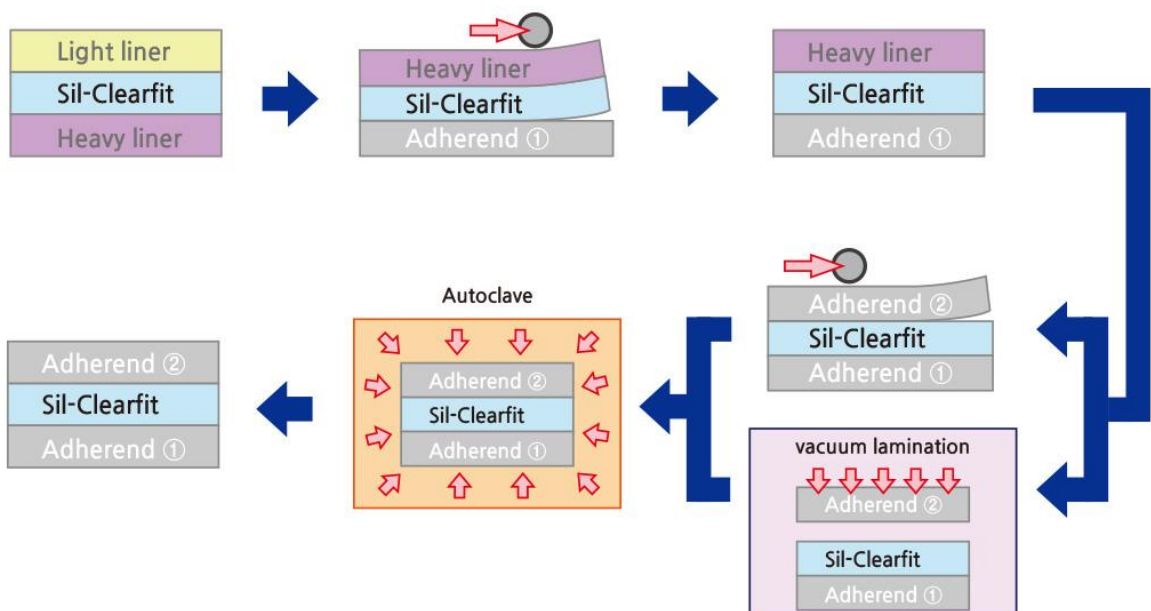 Light liner
Sil-Clearfit
Heavy liner
Heavy liner
Sil-Clearfit
Adherend ①
Heavy liner
Sil-Clearfit
Adherend ①
Adherend ②
Sil-Clearfit
Adherend ①
vacuum lamination
Adherend ②
Sil-Clearfit
Adherend ①
Autoclave
Adherend ②
Sil-Clearfit
Adherend ①
Adherend ②
Sil-Clearfit
Adherend ①